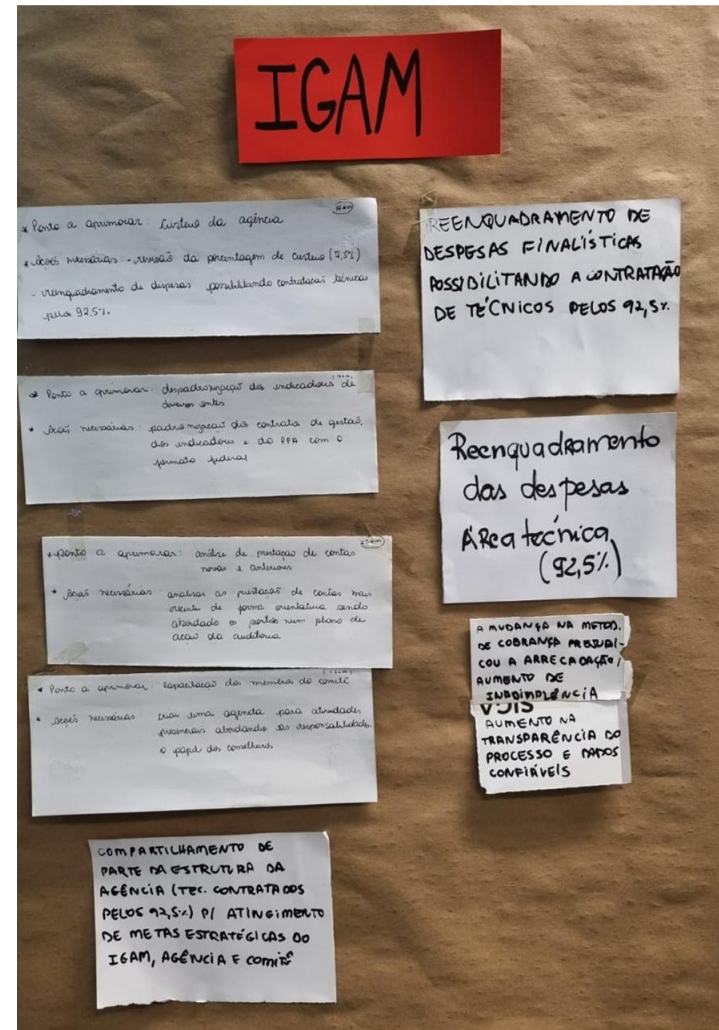 IGAM
IGAM
* Ponto a aprimorar: Custeio da agência
* Ações necessárias - revisão da porcentagem de custeio (7,5%)
- reenquadramento de despesas possibilitando contratação técnicos
pelos 92,5%.
* Ponto a aprimorar: despadronização dos indicadores de
diversos entes
* Ações necessárias: padronização dos contratos de gestão,
dos indicadores e do PPA com o
formato federal
IGAM
* Ponto a aprimorar: análise de prestação de contas
novas e anteriores
* Ações necessárias analisar as prestação de contas mais
recente de forma orientativa sendo
abordado os pontos num plano de
ação da auditoria
* Ponto a aprimorar: capacitação dos membros do comitê
* Ações necessárias: criar uma agenda para atividades
presenciais abordando as responsabilidades,
o papel dos conselheiros
COMPARTILHAMENTO DE
PARTE DA ESTRUTURA DA
AGÊNCIA (TEC. CONTRATADOS
PELOS 92,5%) P/ ATINGIMENTO
DE METAS ESTRATÉGICAS DO
IGAM, AGÊNCIA E COMITÊ
REENQUADRAMENTO DE
DESPESAS FINALÍSTICAS
POSSIBILITANDO A CONTRATAÇÃO
DE TÉCNICOS PELOS 92,5%.
Reenquadramento
das despesas
Área técnica
(92,5%)
A MUDANÇA NA METOD.
DE COBRANÇA PREJUDI-
COU A ARRECADAÇÃO /
AUMENTO DE
INADIMPLÊNCIA
AUMENTO NA
TRANSPARÊNCIA DO
PROCESSO E DADOS
CONFIÁVEIS